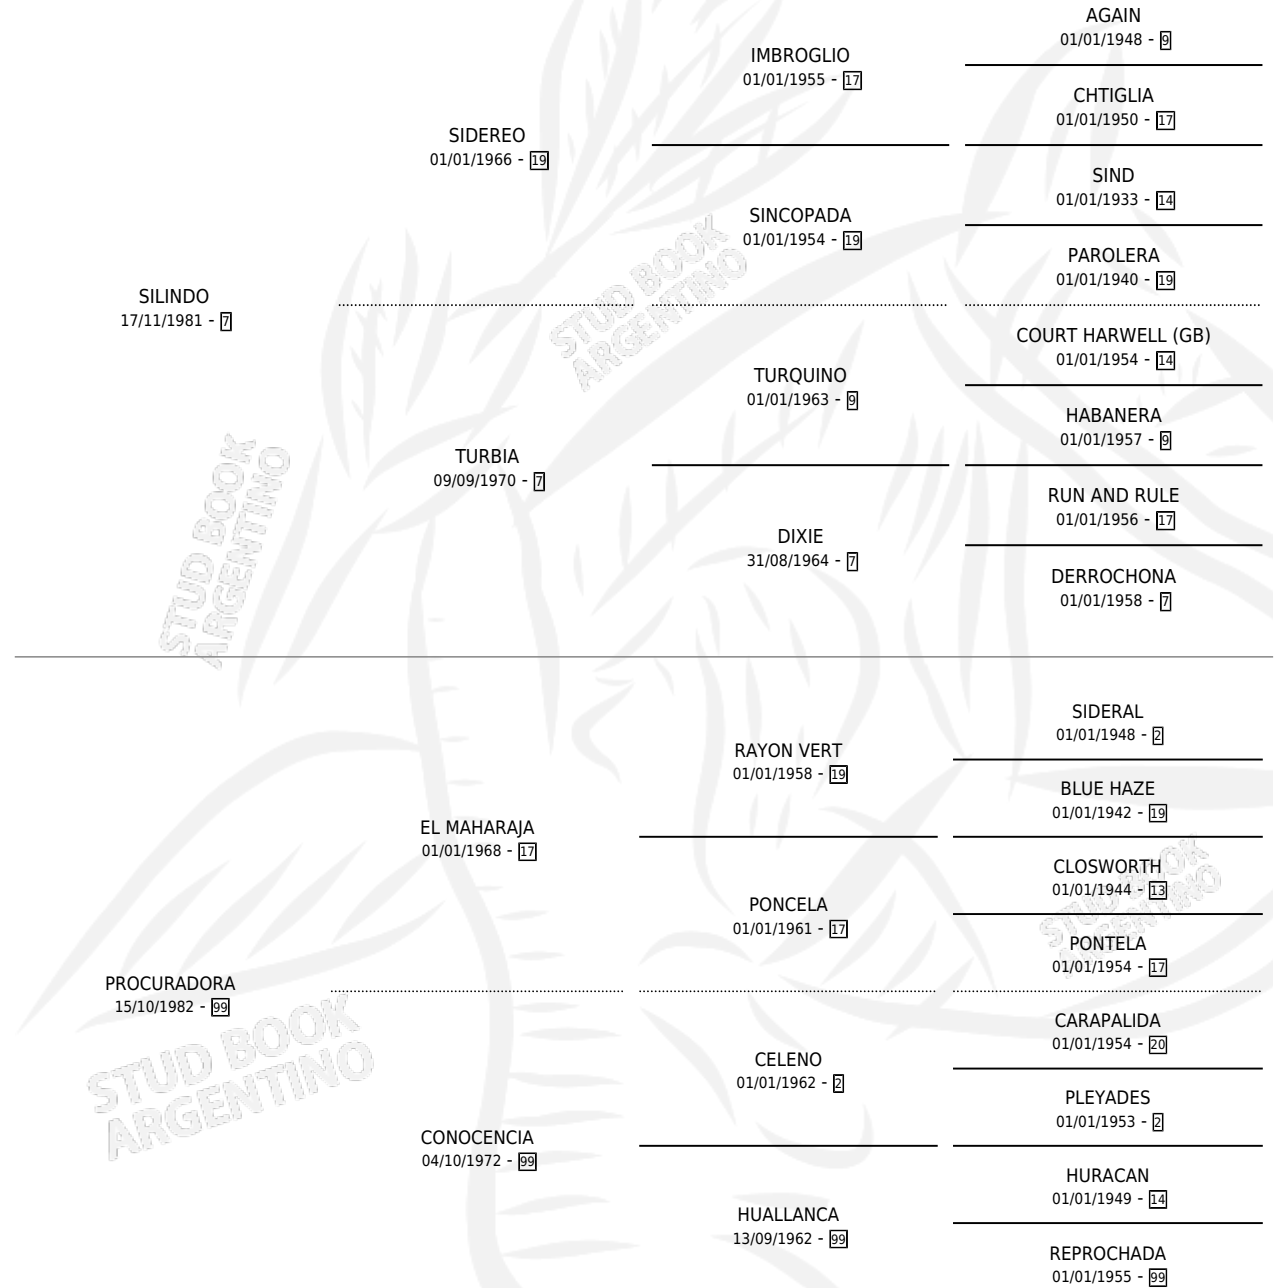 AGAIN
01/01/1948 - 9
IMBROGLIO
01/01/1955 - 17
CHTIGLIA
01/01/1950 - 17
SIDEREO
01/01/1966 - 19
SIND
01/01/1933 - 14
SINCOPADA
01/01/1954 - 19
PAROLERA
01/01/1940 - 19
SILINDO
17/11/1981 - 7
COURT HARWELL (GB)
01/01/1954 - 14
TURQUINO
01/01/1963 - 9
HABANERA
01/01/1957 - 9
TURBIA
09/09/1970 - 7
RUN AND RULE
01/01/1956 - 17
DIXIE
31/08/1964 - 7
DERROCHONA
01/01/1958 - 7
STUD BOOK
ARGENTINO
STUD BOOK
ARGENTINO
SIDERAL
01/01/1948 - 2
RAYON VERT
01/01/1958 - 19
BLUE HAZE
01/01/1942 - 19
EL MAHARAJA
01/01/1968 - 17
CLOSWORTH
01/01/1944 - 13
PONCELA
01/01/1961 - 17
PONTELA
01/01/1954 - 17
PROCURADORA
15/10/1982 - 99
CARAPALIDA
01/01/1954 - 20
CELENO
01/01/1962 - 2
PLEYADES
01/01/1953 - 2
CONOCENCIA
04/10/1972 - 99
HURACAN
01/01/1949 - 14
HUALLANCA
13/09/1962 - 99
REPROCHADA
01/01/1955 - 99
STUD BOOK
ARGENTINO
STUD BOOK
ARGENTINO